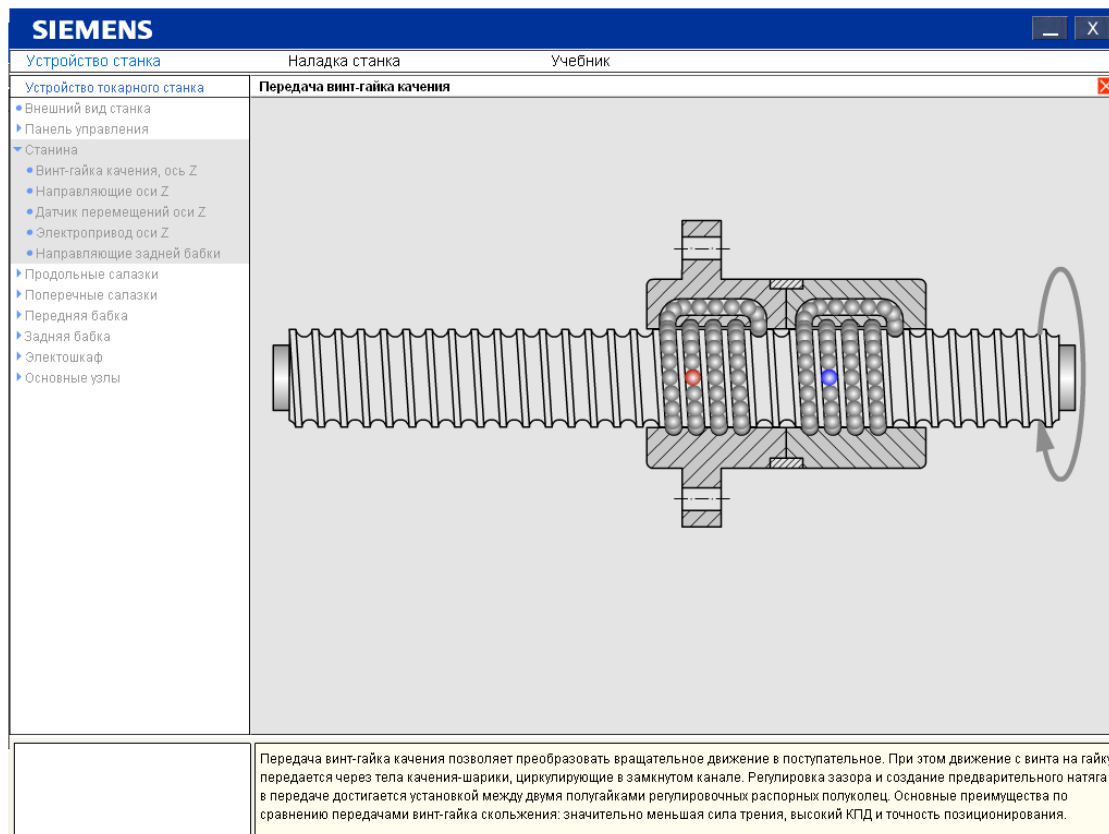 SIEMENS
X
Устройство станка
Наладка станка
Учебник
Устройство токарного станка
Передача винт-гайка качения
Внешний вид станка
Панель управления
Станина
Винт-гайка качения, ось Z
Направляющие оси Z
Датчик перемещений оси Z
Электропривод оси Z
Направляющие задней бабки
Продольные салазки
Поперечные салазки
Передняя бабка
Задняя бабка
Электошкаф
Основные узлы
Передача винт-гайка качения позволяет преобразовать вращательное движение в поступательное. При этом движение с винта на гайку
передается через тела качения-шарики, циркулирующие в замкнутом канале. Регулировка зазора и создание предварительного натяга
в передаче достигается установкой между двумя полугайками регулировочных распорных полуколец. Основные преимущества по
сравнению передачами винт-гайка скольжения: значительно меньшая сила трения, высокий КПД и точность позиционирования.